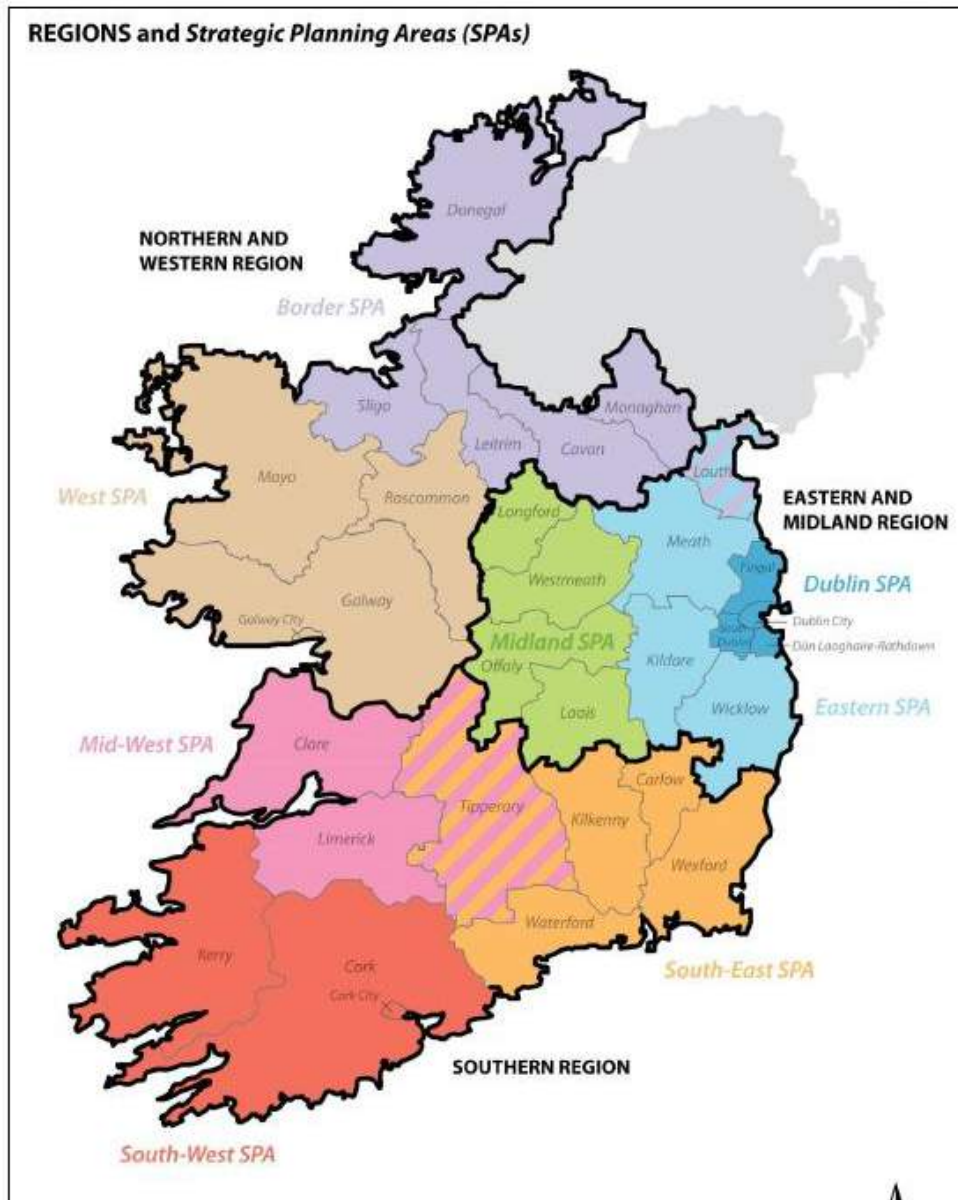 REGIONS and Strategic Planning Areas (SPAs)
Donegal
NORTHERN AND
WESTERN REGION
Border SPA
Sligo
Leitrim
Cavan
Monaghan
Louth
Mayo
West SPA
Roscommon
Longford
EASTERN AND
MIDLAND REGION
Meath
Westmeath
Fingal
Dublin SPA
Galway
Galway City
Dublin City
South
Dublin
Dún Laoghaire-Rathdown
Midland SPA
Offaly
Kildare
Laois
Wicklow
Eastern SPA
Mid-West SPA
Clare
Tipperary
Carlow
Kilkenny
Limerick
Wexford
Waterford
Kerry
Cork
Cork City
South-East SPA
SOUTHERN REGION
South-West SPA